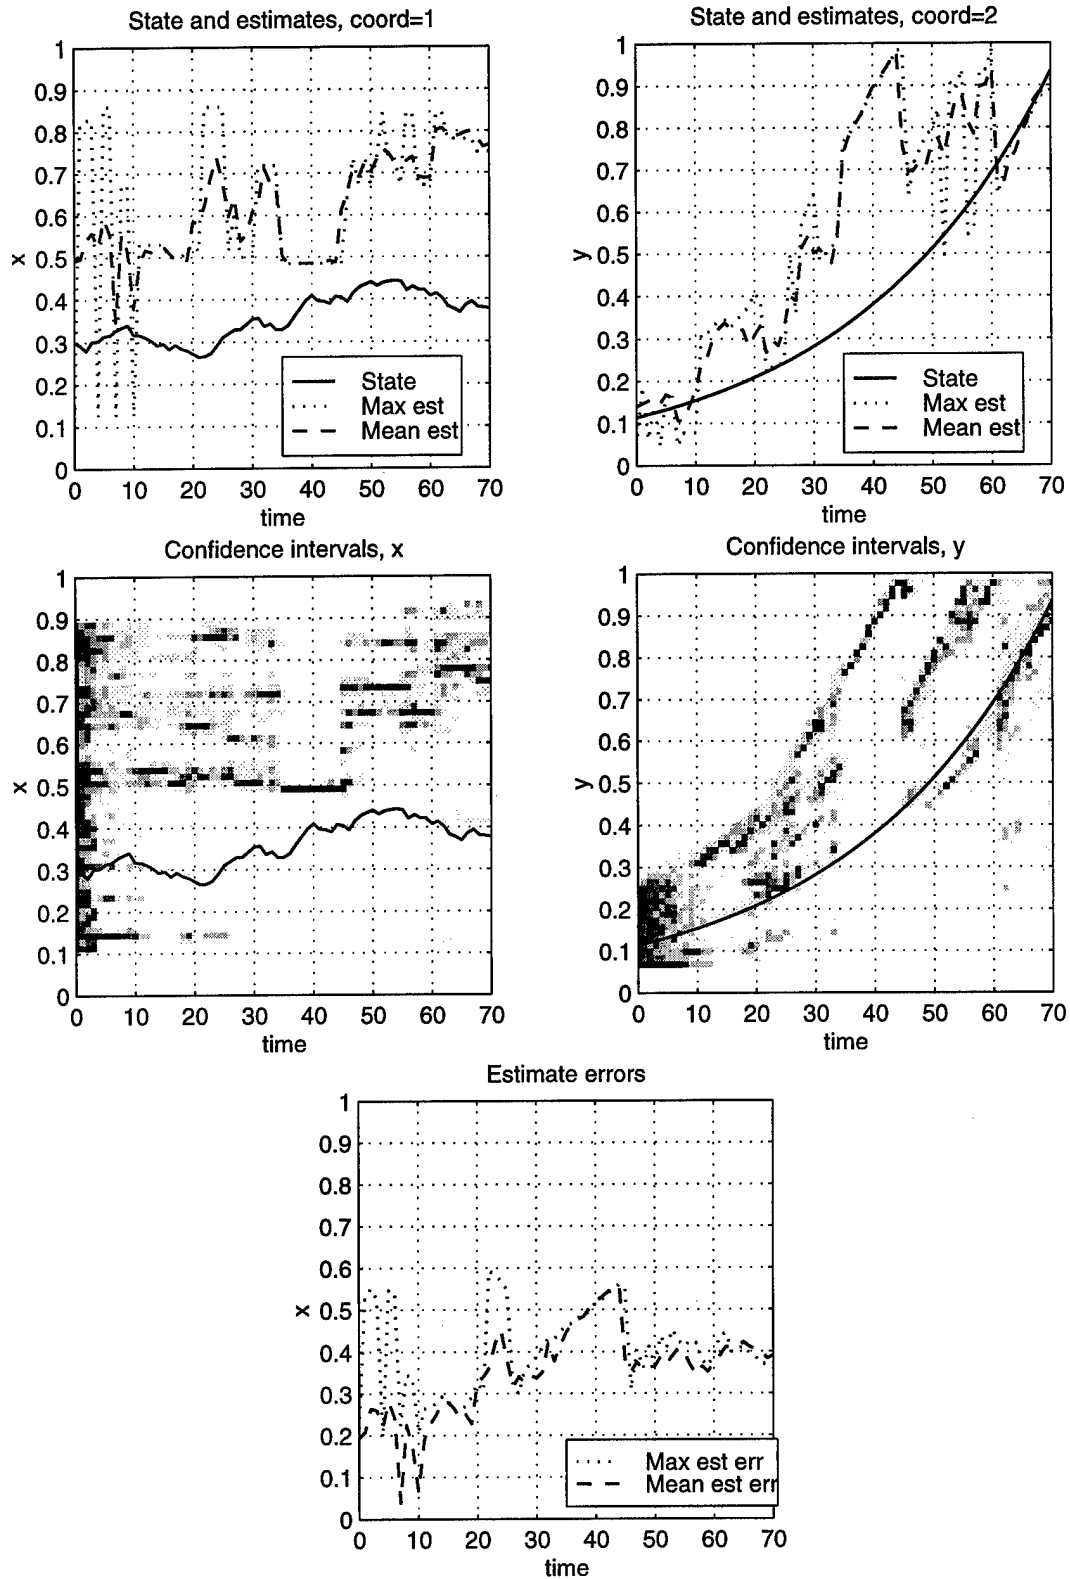 State and estimates, coord=1
1
0.9
0.8
0.7
0.6
0.5
0.4
0.3
0.2
0.1
0
x
State
Max est
Mean est
0 10 20 30 40 50 60 70
time
State and estimates, coord=2
1
0.9
0.8
0.7
0.6
0.5
0.4
0.3
0.2
0.1
0
y
State
Max est
Mean est
0 10 20 30 40 50 60 70
time
Confidence intervals, x
1
0.9
0.8
0.7
0.6
0.5
0.4
0.3
0.2
0.1
0
x
0 10 20 30 40 50 60 70
time
Confidence intervals, y
1
0.9
0.8
0.7
0.6
0.5
0.4
0.3
0.2
0.1
0
y
0 10 20 30 40 50 60 70
time
Estimate errors
1
0.9
0.8
0.7
0.6
0.5
0.4
0.3
0.2
0.1
0
x
Max est err
Mean est err
0 10 20 30 40 50 60 70
time